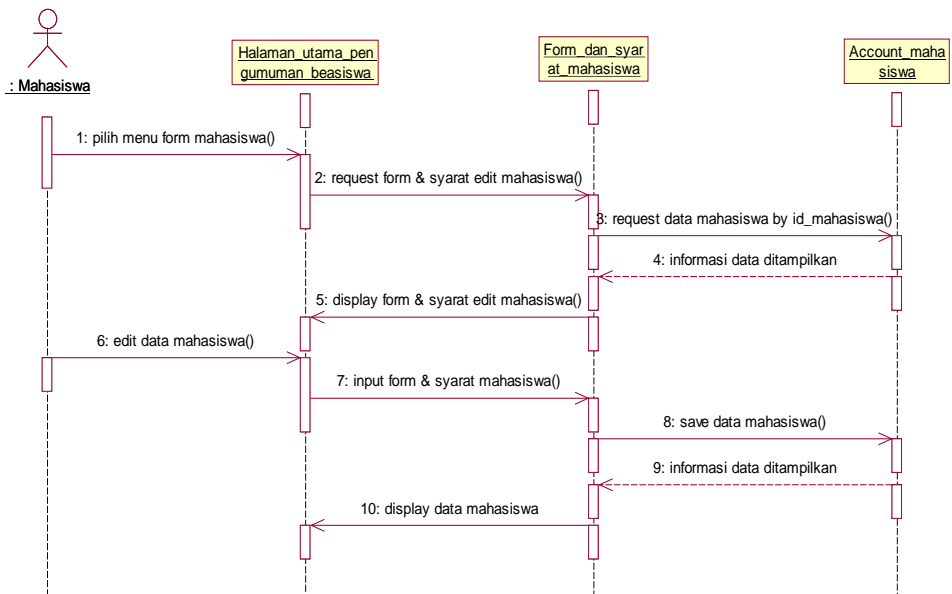 : Mahasiswa
Halaman_utama_pen
gumuman_beasiswa
Form_dan_syar
at_mahasiswa
Account_maha
siswa
1: pilih menu form mahasiswa()
2: request form & syarat edit mahasiswa()
3: request data mahasiswa by id_mahasiswa()
4: informasi data ditampilkan
5: display form & syarat edit mahasiswa()
6: edit data mahasiswa()
7: input form & syarat mahasiswa()
8: save data mahasiswa()
9: informasi data ditampilkan
10: display data mahasiswa